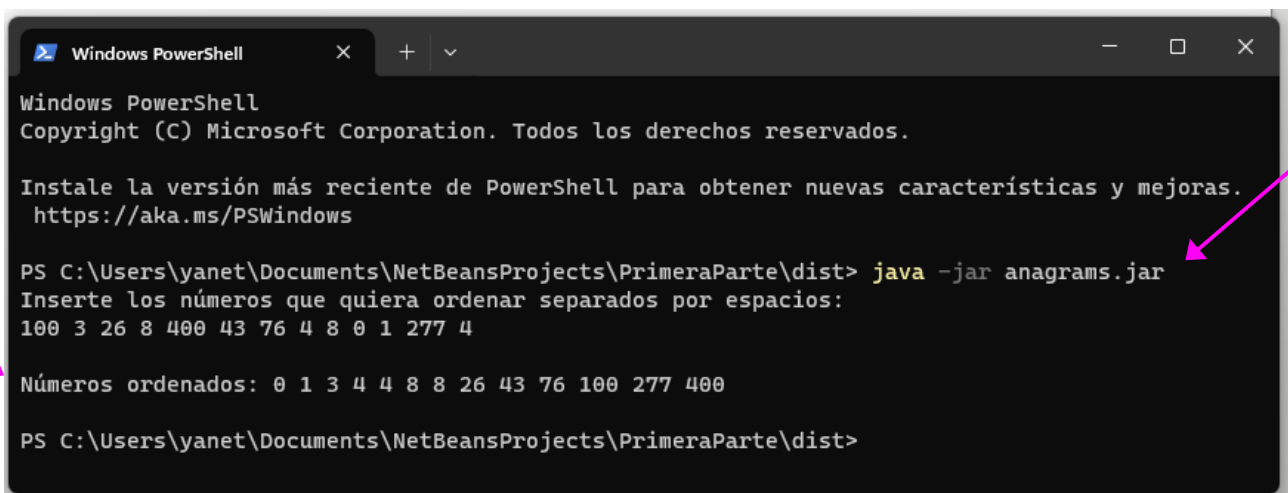 Windows PowerShell
Windows PowerShell
Copyright (C) Microsoft Corporation. Todos los derechos reservados.
Instale la versión más reciente de PowerShell para obtener nuevas características y mejoras.
https://aka.ms/PSWindows
PS C:\Users\yanet\Documents\NetBeansProjects\PrimeraParte\dist> java -jar anagrams.jar
Inserte los números que quiera ordenar separados por espacios:
100 3 26 8 400 43 76 4 8 0 1 277 4
Números ordenados: 0 1 3 4 4 8 8 26 43 76 100 277 400
PS C:\Users\yanet\Documents\NetBeansProjects\PrimeraParte\dist>